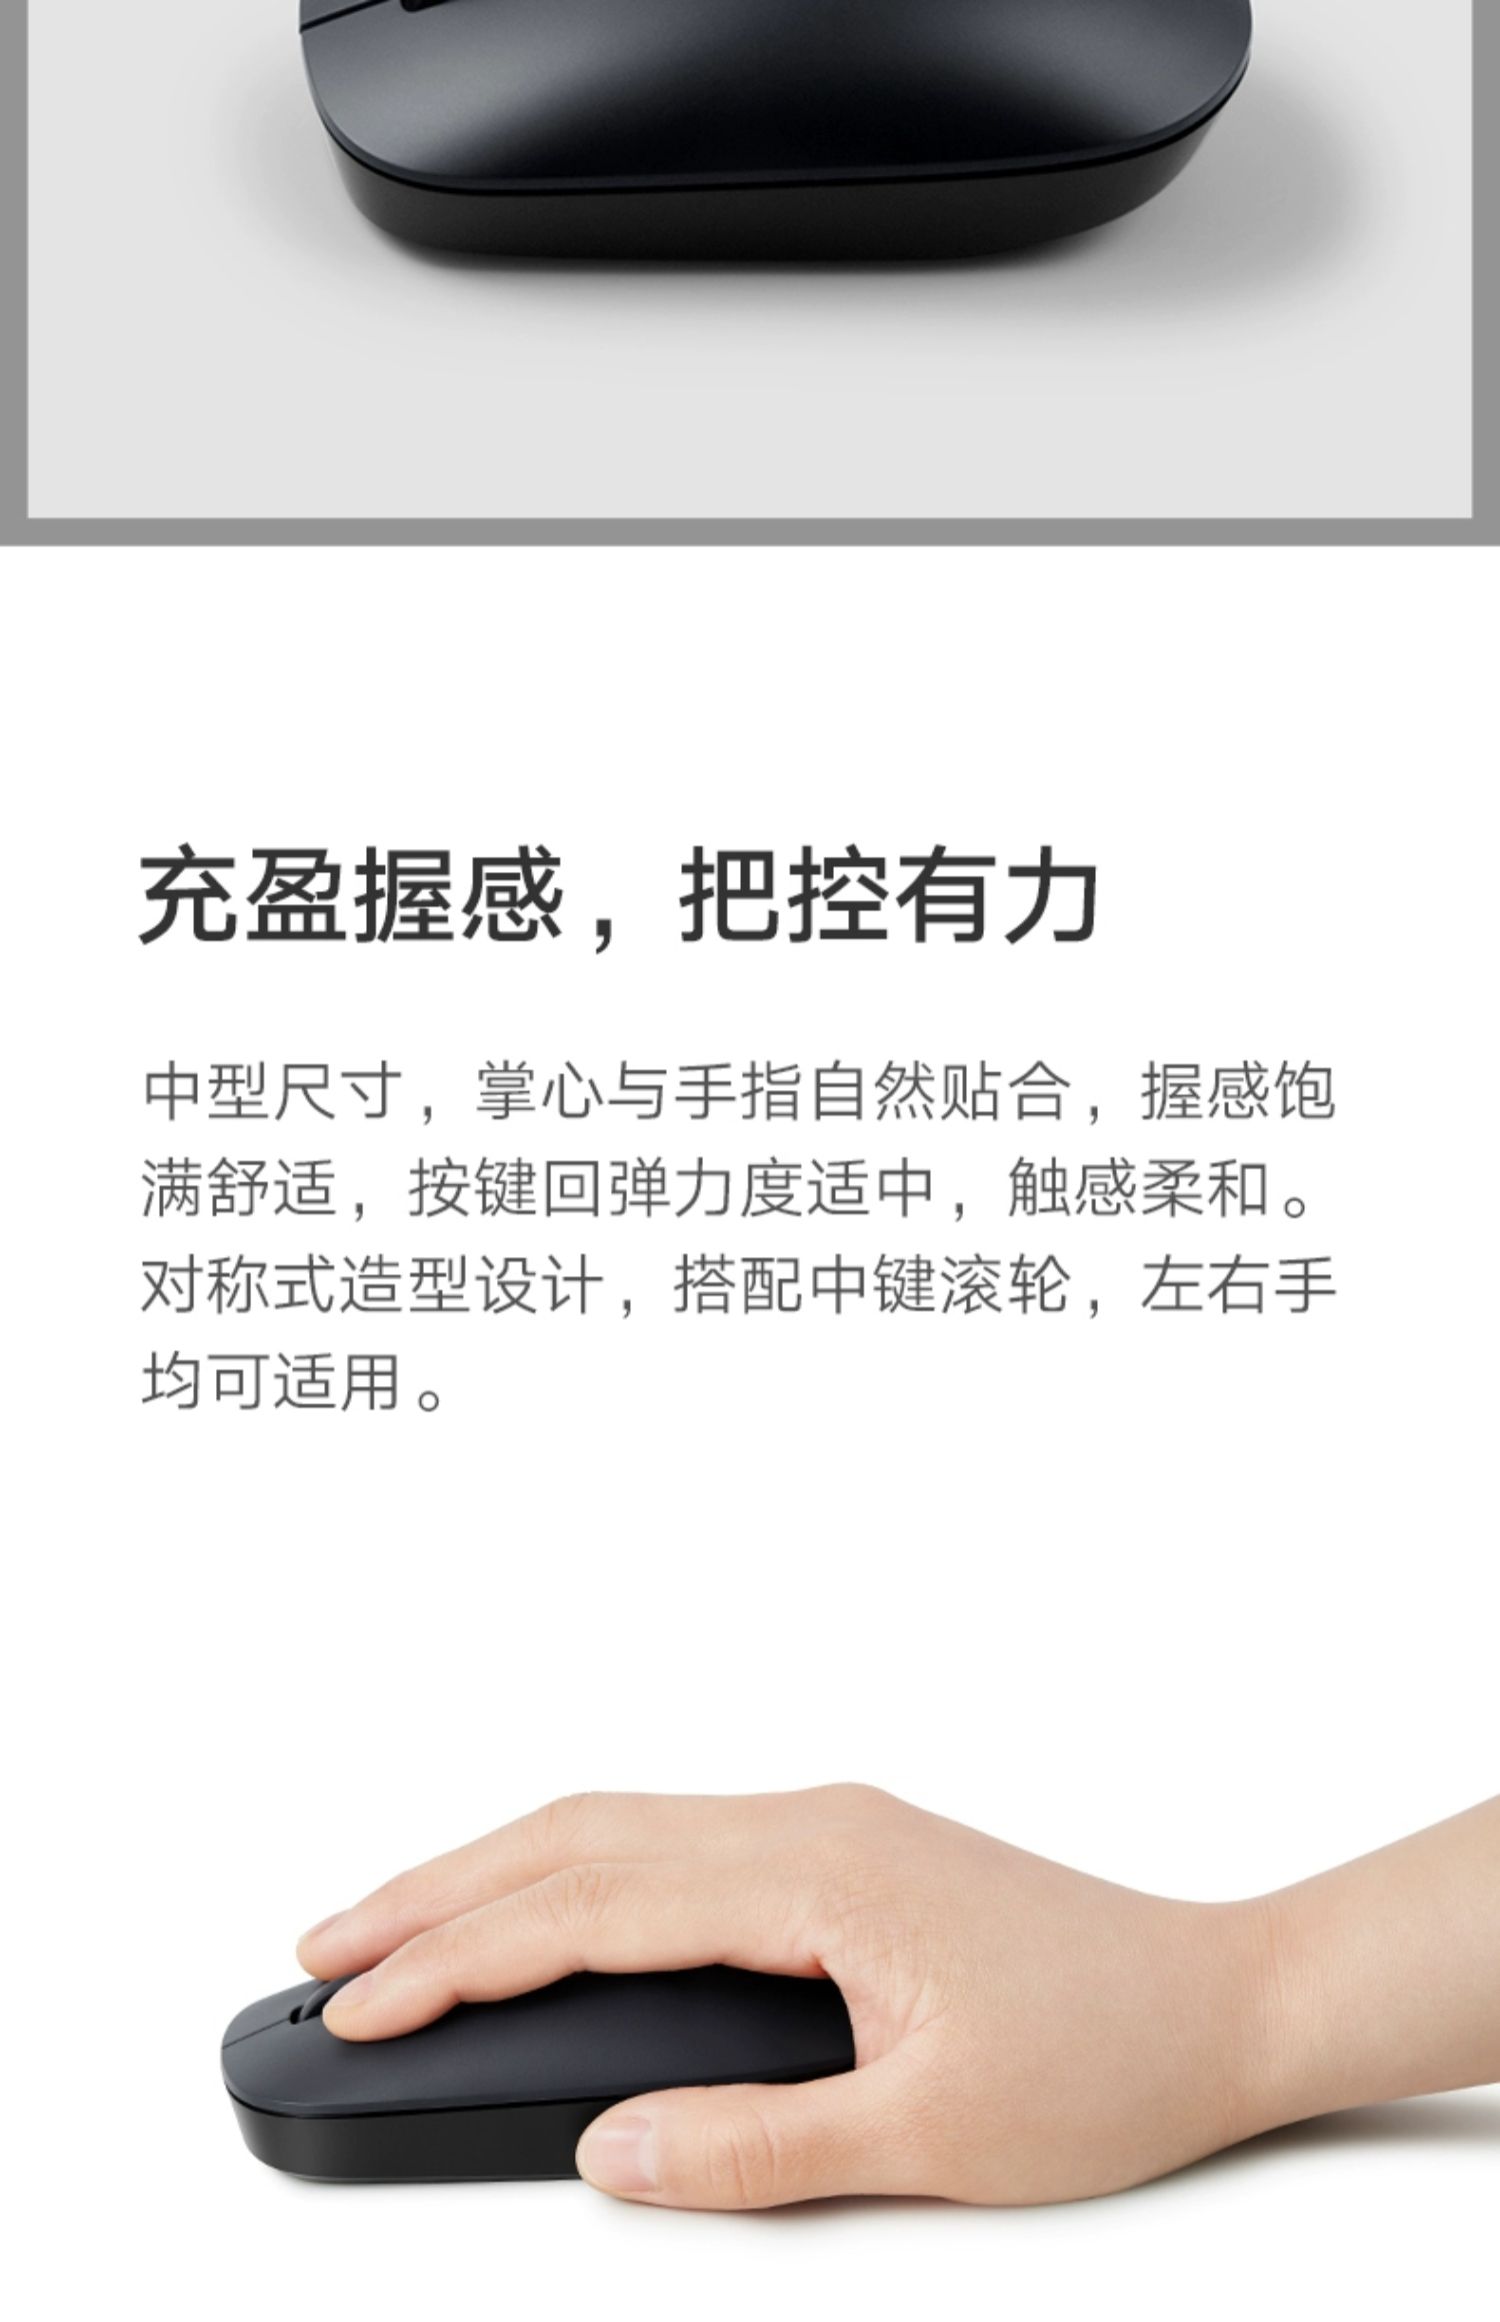 充盈握感，把控有力
中型尺寸，掌心与手指自然贴合，握感饱
满舒适，按键回弹力度适中，触感柔和。
对称式造型设计，搭配中键滚轮，左右手
均可适用。